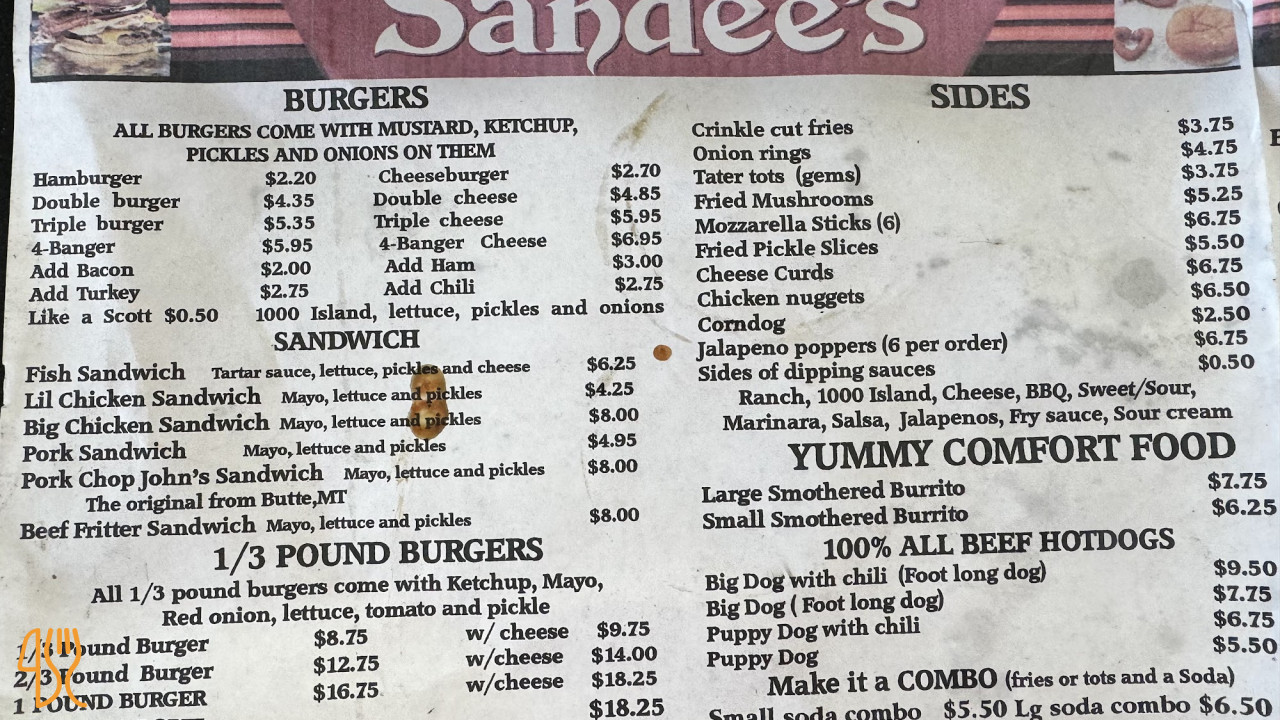 Sandee's
BURGERS
ALL BURGERS COME WITH MUSTARD, KETCHUP,
PICKLES AND ONIONS ON THEM
Hamburger $2.20 Cheeseburger $2.70
Double burger $4.35 Double cheese $4.85
Triple burger $5.35 Triple cheese $5.95
4-Banger $5.95 4-Banger Cheese $6.95
Add Bacon $2.00 Add Ham $3.00
Add Turkey $2.75 Add Chili $2.75
Like a Scott $0.50 1000 Island, lettuce, pickles and onions
SANDWICH
Fish Sandwich Tartar sauce, lettuce, pickles and cheese $6.25
Lil Chicken Sandwich Mayo, lettuce and pickles $4.25
Big Chicken Sandwich Mayo, lettuce and pickles $8.00
Pork Sandwich Mayo, lettuce and pickles $4.95
Pork Chop John's Sandwich Mayo, lettuce and pickles $8.00
The original from Butte,MT
Beef Fritter Sandwich Mayo, lettuce and pickles $8.00
1/3 POUND BURGERS
All 1/3 pound burgers come with Ketchup, Mayo,
Red onion, lettuce, tomato and pickle
1/3 Pound Burger $8.75 w/ cheese $9.75
2/3 Pound Burger $12.75 w/cheese $14.00
1 POUND BURGER $16.75 w/cheese $18.25
$18.25
SIDES
Crinkle cut fries $3.75
Onion rings $4.75
Tater tots (gems) $3.75
Fried Mushrooms $5.25
Mozzarella Sticks (6) $6.75
Fried Pickle Slices $5.50
Cheese Curds $6.75
Chicken nuggets $6.50
Corndog $2.50
Jalapeno poppers (6 per order) $6.75
Sides of dipping sauces $0.50
Ranch, 1000 Island, Cheese, BBQ, Sweet/Sour,
Marinara, Salsa, Jalapenos, Fry sauce, Sour cream
YUMMY COMFORT FOOD
Large Smothered Burrito $7.75
Small Smothered Burrito $6.25
100% ALL BEEF HOTDOGS
Big Dog with chili (Foot long dog) $9.50
Big Dog ( Foot long dog) $7.75
Puppy Dog with chili $6.75
Puppy Dog $5.50
Make it a COMBO (fries or tots and a Soda)
Small soda combo $5.50 Lg soda combo $6.50